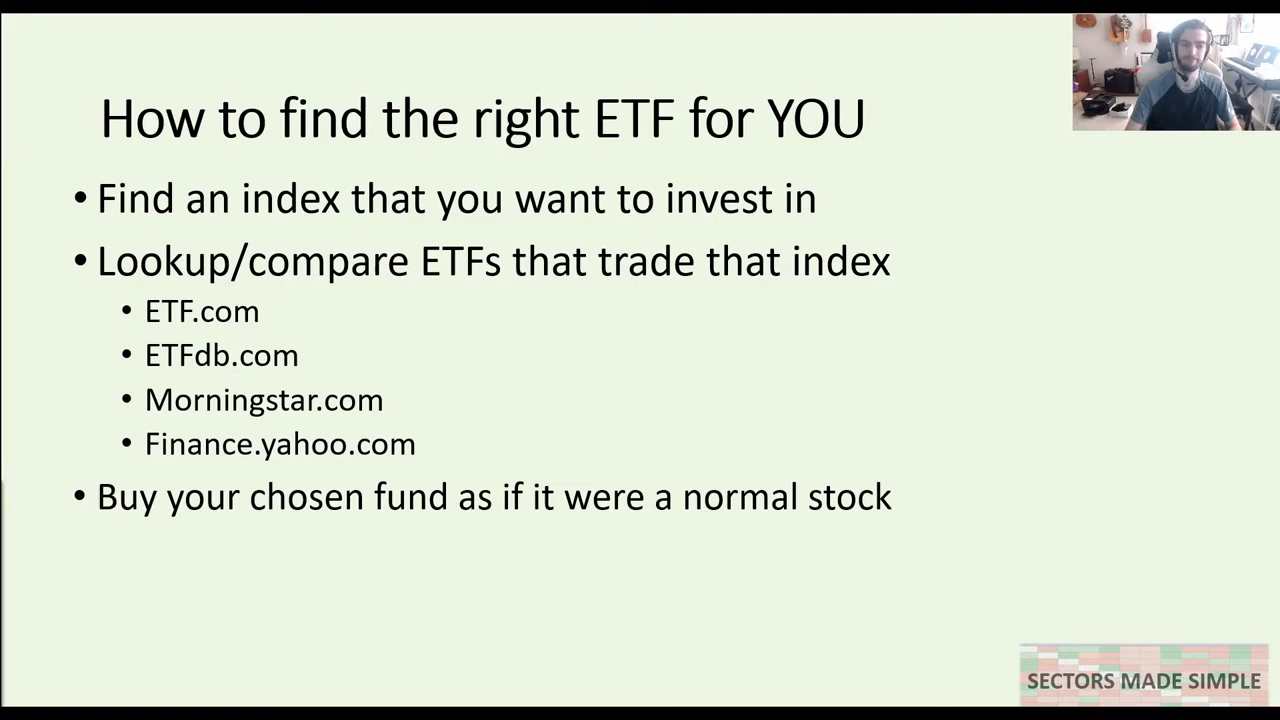 How to find the right ETF for YOU
• Find an index that you want to invest in
• Lookup/compare ETFs that trade that index
• ETF.com
• ETFdb.com
• Morningstar.com
• Finance.yahoo.com
• Buy your chosen fund as if it were a normal stock
SECTORS MADE SIMPLE